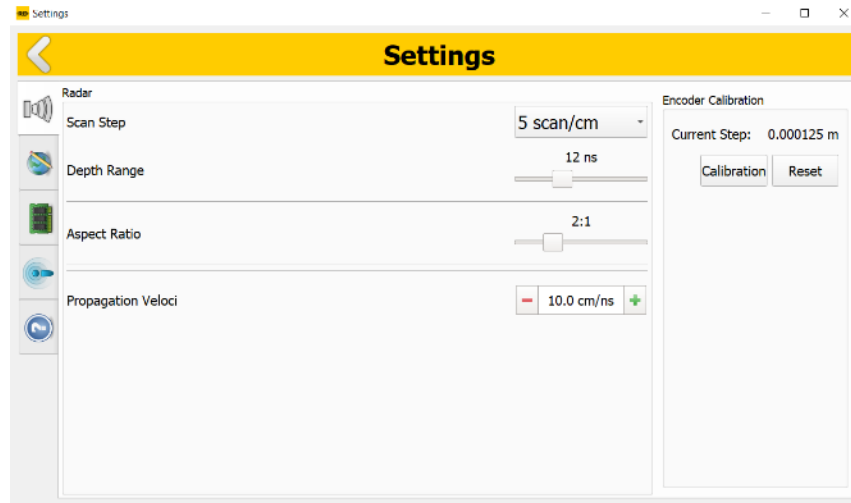 Settings
Settings
Radar
Scan Step
5 scan/cm
Depth Range
12 ns
Aspect Ratio
2:1
Propagation Veloci
10.0 cm/ns
Encoder Calibration
Current Step: 0.000125 m
Calibration
Reset